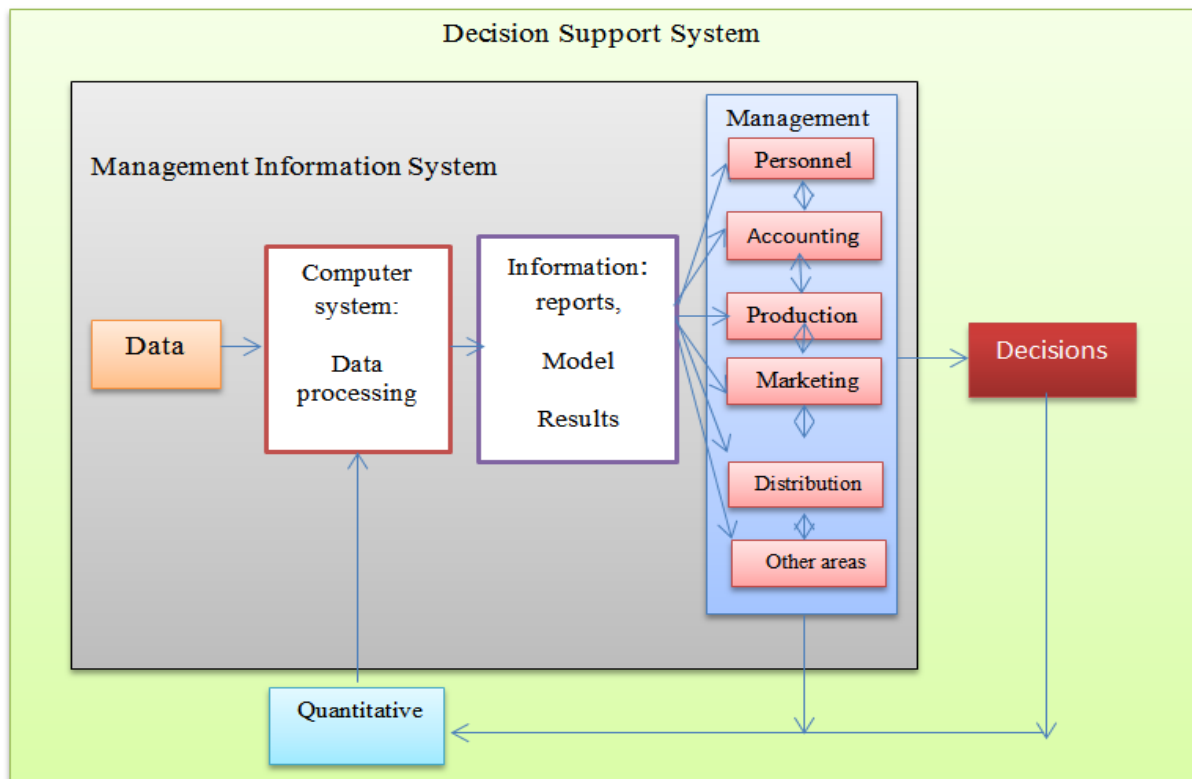 Decision Support System
Management Information System
Data
Computer
system:
Data
processing
Information:
reports,
Model
Results
Management
Personnel
Accounting
Production
Marketing
Distribution
Other areas
Decisions
Quantitative